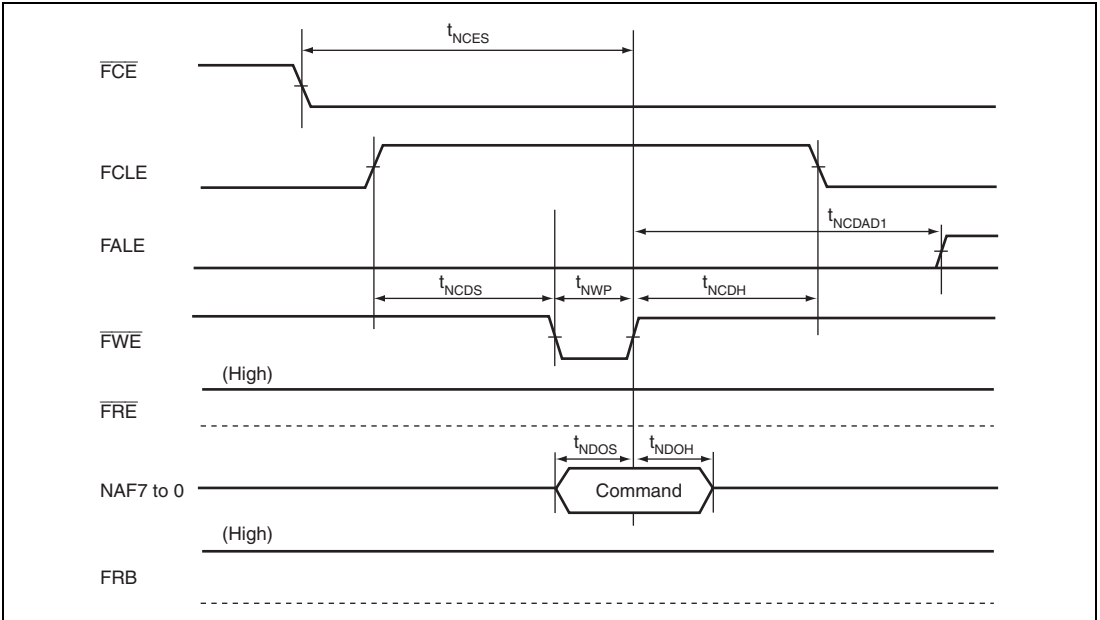 tNCES
FCE
FCLE
tNCDAD1
FALE
tNCDS tNWP tNCDH
FWE
(High)
FRE
tNDOS tNDOH
NAF7 to 0 Command
(High)
FRB